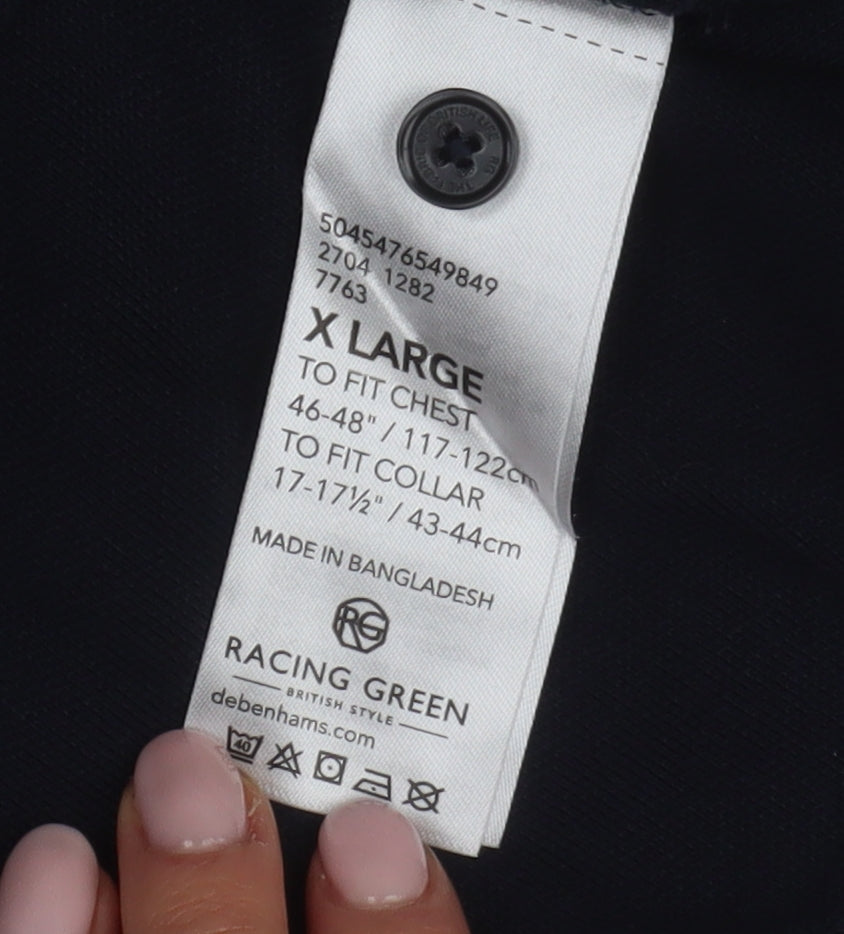 5045476549849
2704 1282
7763
X LARGE
TO FIT CHEST
46-48" / 117-122cm
TO FIT COLLAR
17-17½" / 43-44cm
MADE IN BANGLADESH
RG
RACING GREEN
BRITISH STYLE
debenhams.com
40